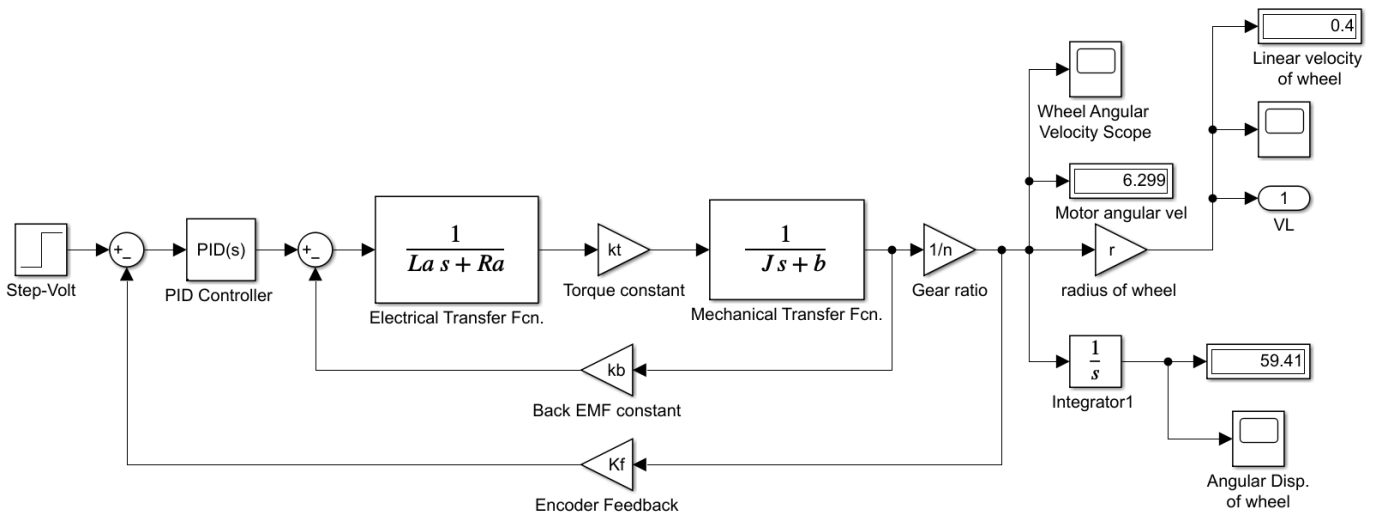 0.4
Linear velocity
of wheel
Wheel Angular
Velocity Scope
6.299
Motor angular vel
1
VL
Step-Volt
+
_
PID(s)
PID Controller
+
_
1
La s + Ra
Electrical Transfer Fcn.
kt
Torque constant
1
J s + b
Mechanical Transfer Fcn.
1/n
Gear ratio
r
radius of wheel
kb
Back EMF constant
1
s
Integrator1
59.41
Kf
Encoder Feedback
Angular Disp.
of wheel